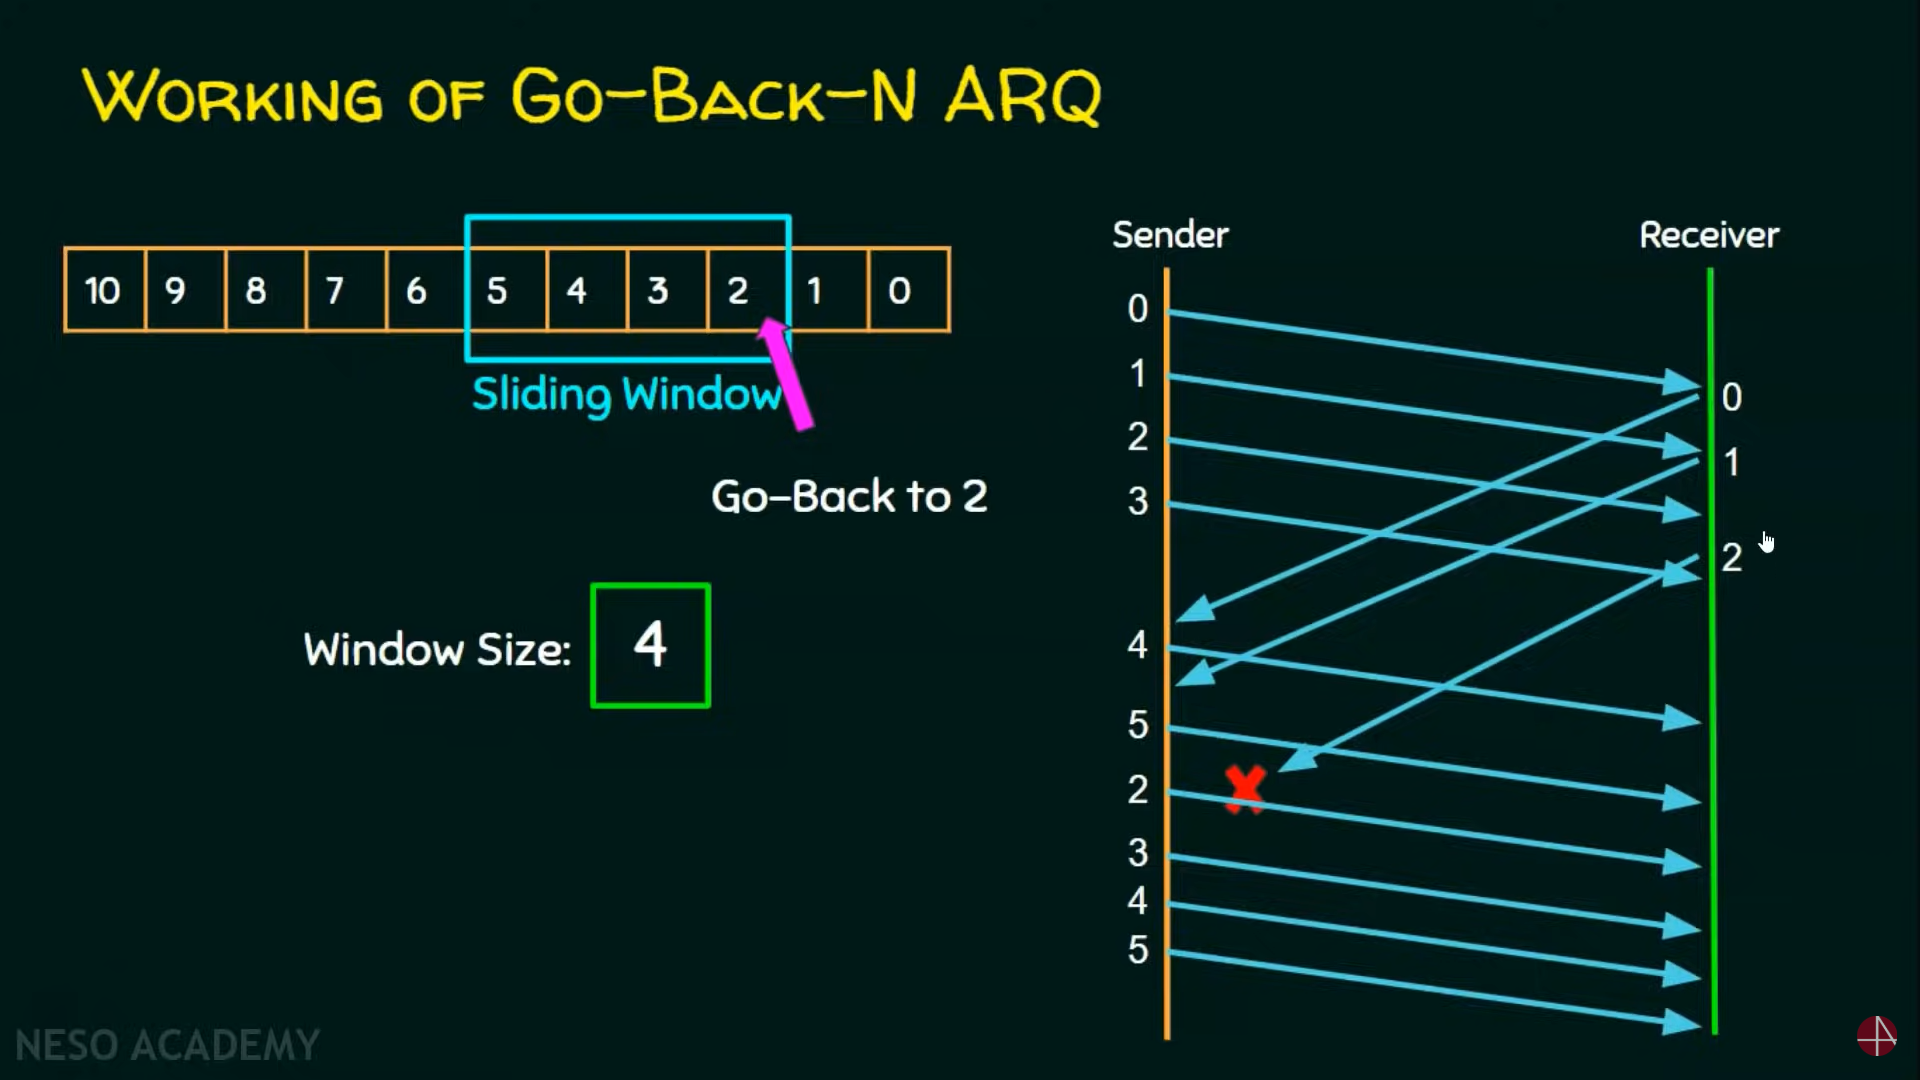 WORKING OF GO-BACK-N ARQ
10 9 8 7 6 5 4 3 2 1 0
Sliding Window
Go-Back to 2
Window Size: 4
Sender
0
1
2
3
4
5
2
3
4
5
Receiver
0
1
2
NESO ACADEMY